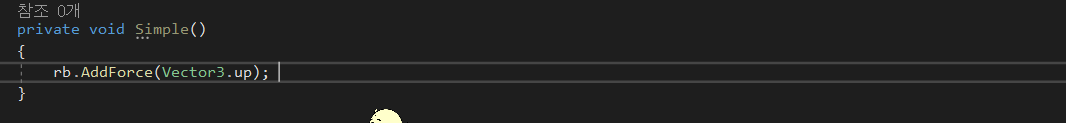 참조 0개
private void Simple()
{
rb.AddForce(Vector3.up);
}